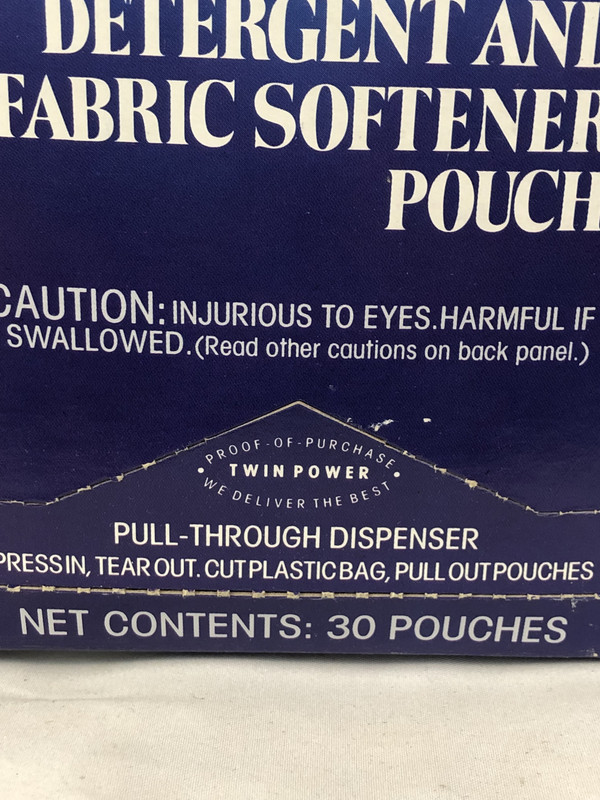 DETERGENT AND
FABRIC SOFTENER
POUCH
CAUTION: INJURIOUS TO EYES. HARMFUL IF
SWALLOWED. (Read other cautions on back panel.)
PROOF-OF-PURCHASE
TWIN POWER
WE DELIVER THE BEST
PULL-THROUGH DISPENSER
PRESS IN, TEAR OUT. CUT PLASTIC BAG, PULL OUT POUCHES
NET CONTENTS: 30 POUCHES